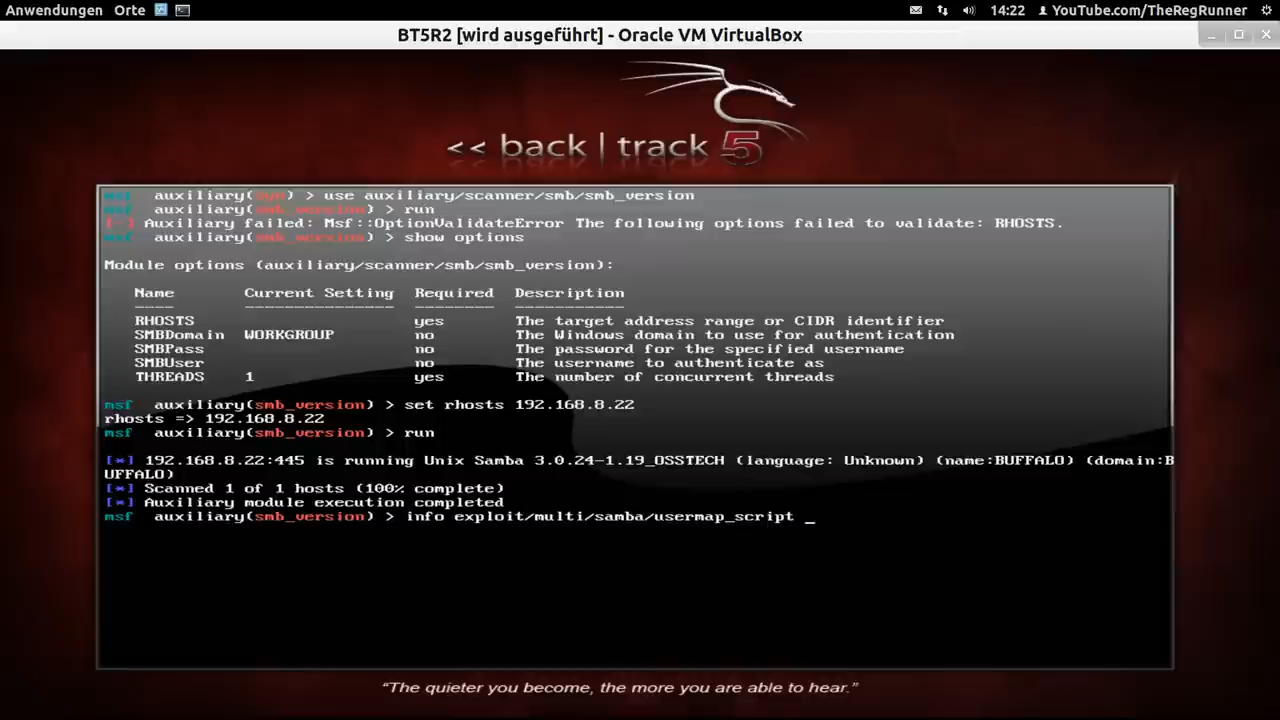 Anwendungen Orte 14:22 YouTube.com/TheRegRunner
BT5R2 [wird ausgeführt] - Oracle VM VirtualBox
<< back | track 5
msf auxiliary(syn) > use auxiliary/scanner/smb/smb_version
msf auxiliary(smb_version) > run
[-] Auxiliary failed: Msf::OptionValidateError The following options failed to validate: RHOSTS.
msf auxiliary(smb_version) > show options
Module options (auxiliary/scanner/smb/smb_version):
Name Current Setting Required Description
---- --------------- -------- -----------
RHOSTS yes The target address range or CIDR identifier
SMBDomain WORKGROUP no The Windows domain to use for authentication
SMBPass no The password for the specified username
SMBUser no The username to authenticate as
THREADS 1 yes The number of concurrent threads
msf auxiliary(smb_version) > set rhosts 192.168.8.22
rhosts => 192.168.8.22
msf auxiliary(smb_version) > run
[*] 192.168.8.22:445 is running Unix Samba 3.0.24-1.19_OSSTECH (language: Unknown) (name:BUFFALO) (domain:B
UFFALO)
[*] Scanned 1 of 1 hosts (100% complete)
[*] Auxiliary module execution completed
msf auxiliary(smb_version) > info exploit/multi/samba/usermap_script _
“The quieter you become, the more you are able to hear.”